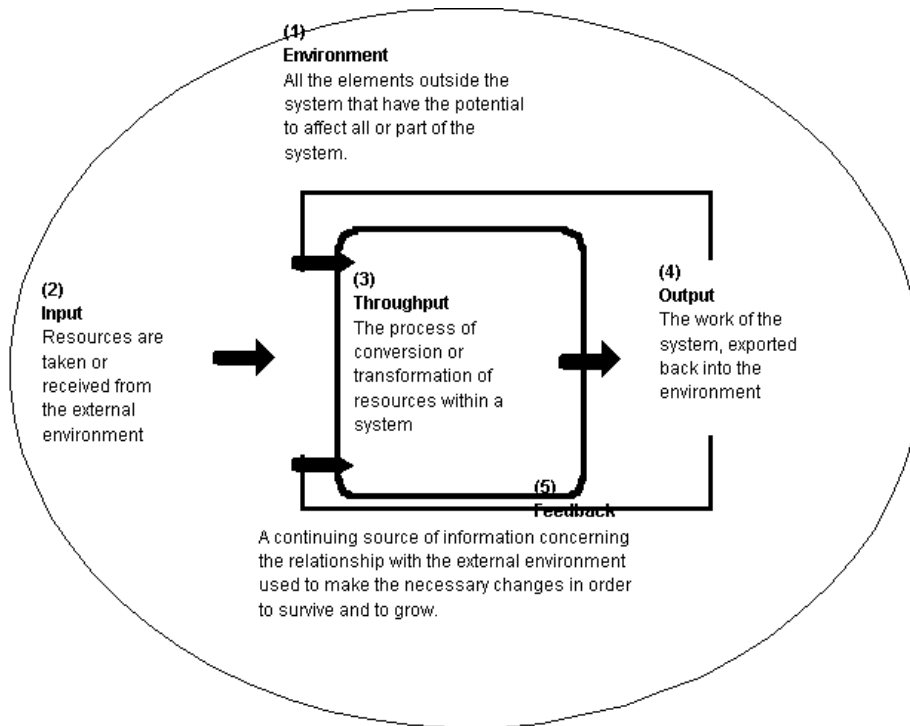 (1)
Environment
All the elements outside the
system that have the potential
to affect all or part of the
system.
(2)
Input
Resources are
taken or
received from
the external
environment
(3)
Throughput
The process of
conversion or
transformation of
resources within a
system
(4)
Output
The work of the
system, exported
back into the
environment
(5)
Feedback
A continuing source of information concerning
the relationship with the external environment
used to make the necessary changes in order
to survive and to grow.